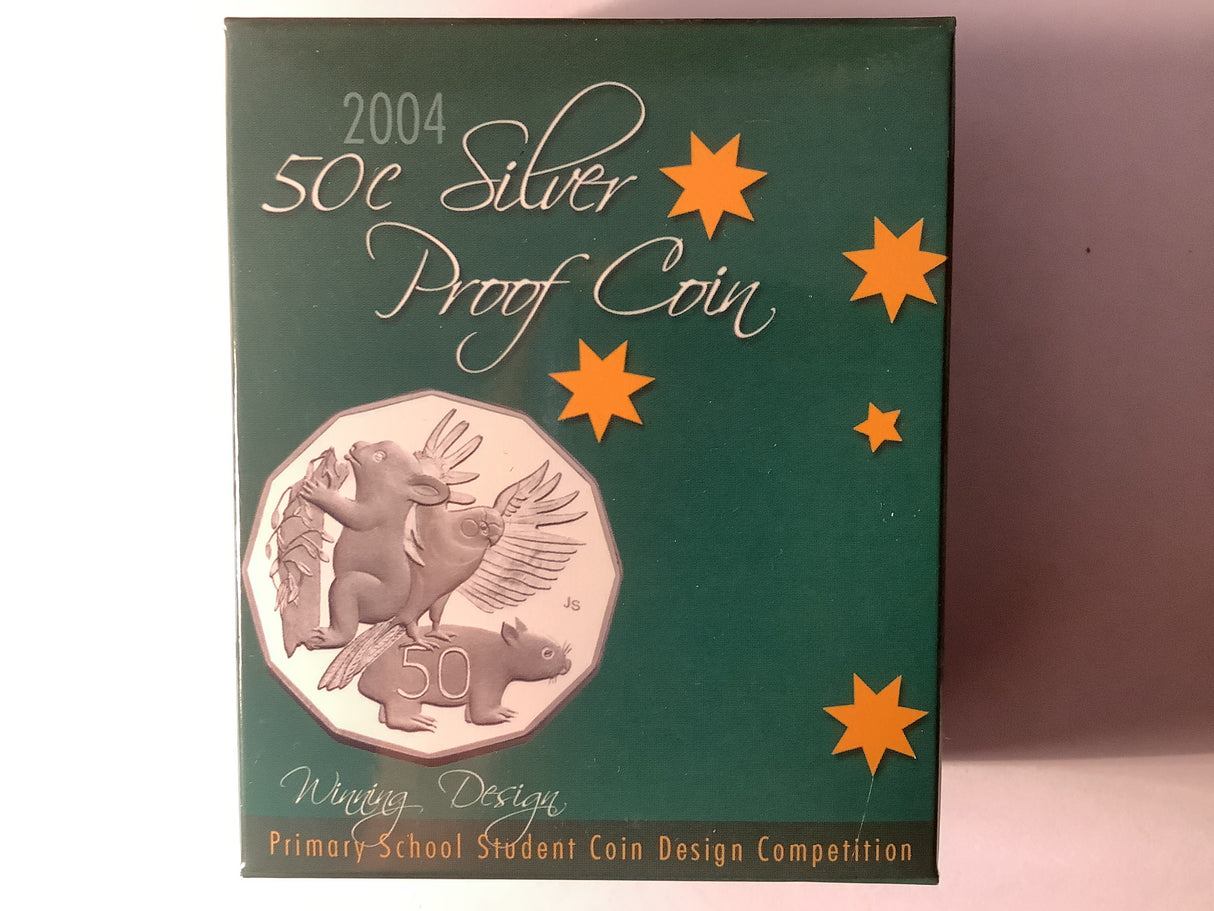 2004
50c Silver
Proof Coin
JS
50
Winning Design
Primary School Student Coin Design Competition